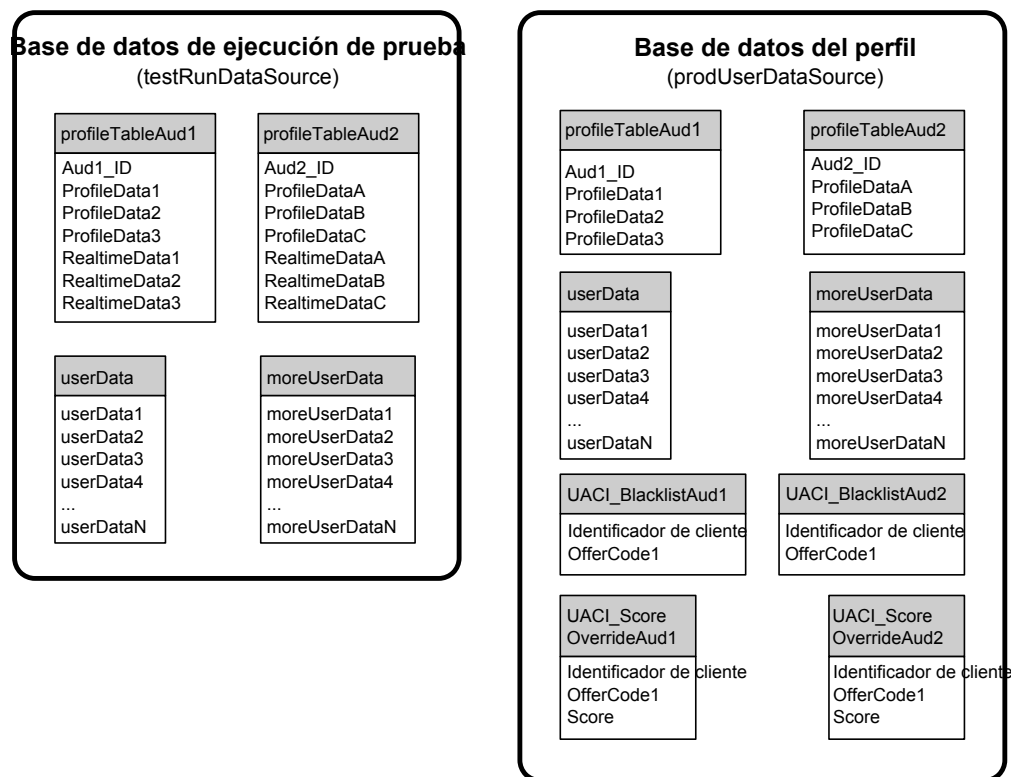 Base de datos de ejecución de prueba
(testRunDataSource)
profileTableAud1
Aud1_ID
ProfileData1
ProfileData2
ProfileData3
RealtimeData1
RealtimeData2
RealtimeData3
profileTableAud2
Aud2_ID
ProfileDataA
ProfileDataB
ProfileDataC
RealtimeDataA
RealtimeDataB
RealtimeDataC
userData
userData1
userData2
userData3
userData4
...
userDataN
moreUserData
moreUserData1
moreUserData2
moreUserData3
moreUserData4
...
moreUserDataN
Base de datos del perfil
(prodUserDataSource)
profileTableAud1
Aud1_ID
ProfileData1
ProfileData2
ProfileData3
profileTableAud2
Aud2_ID
ProfileDataA
ProfileDataB
ProfileDataC
userData
userData1
userData2
userData3
userData4
...
userDataN
moreUserData
moreUserData1
moreUserData2
moreUserData3
moreUserData4
...
moreUserDataN
UACI_BlacklistAud1
Identificador de cliente
OfferCode1
UACI_BlacklistAud2
Identificador de cliente
OfferCode1
UACI_Score
OverrideAud1
Identificador de cliente
OfferCode1
Score
UACI_Score
OverrideAud2
Identificador de cliente
OfferCode1
Score